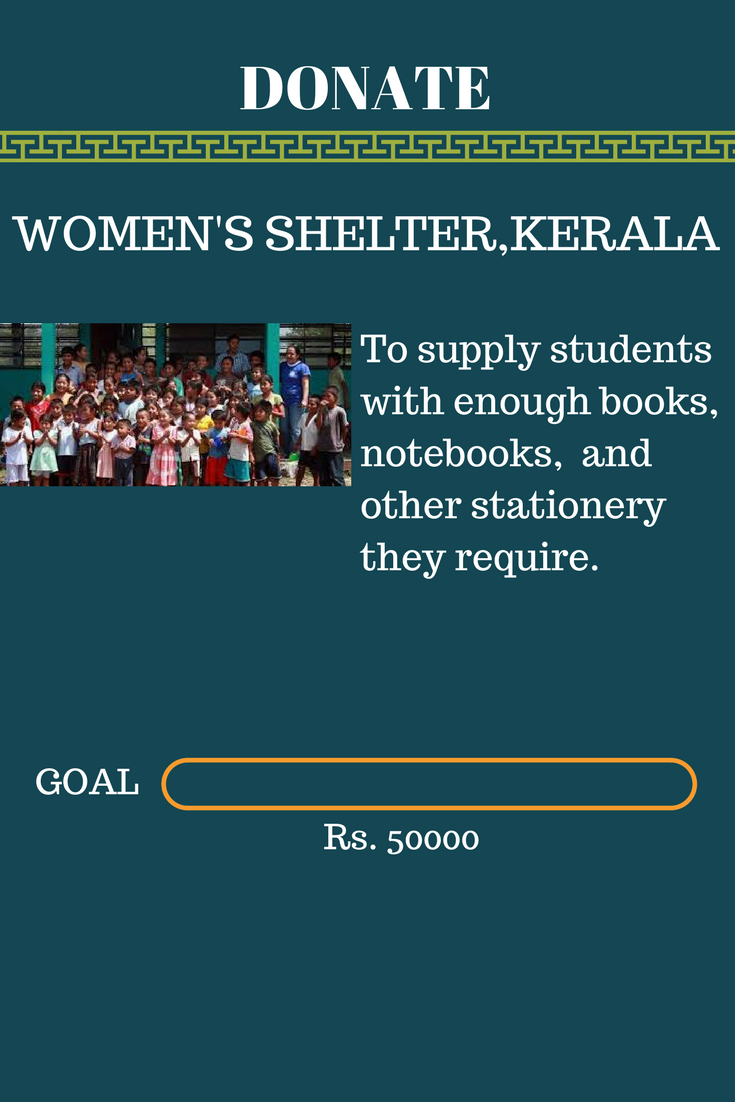 DONATE
WOMEN'S SHELTER,KERALA
To supply students
with enough books,
notebooks,  and
other stationery
they require.
GOAL
Rs. 50000